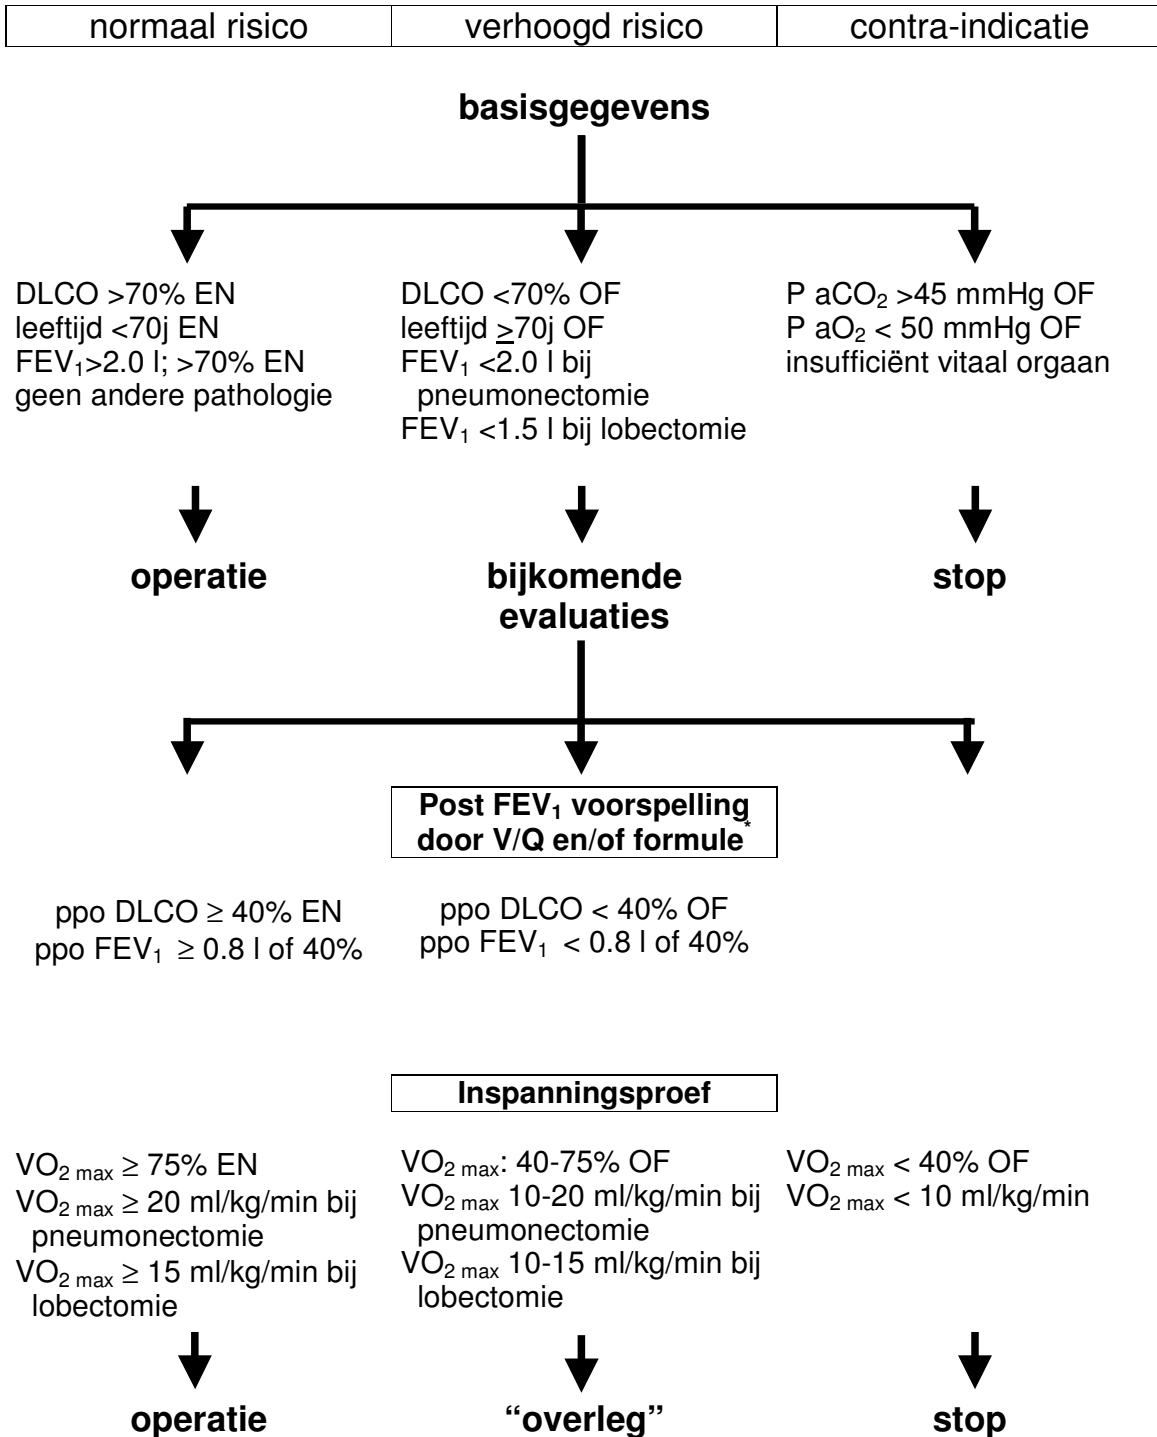 normaal risico
verhoogd risico
contra-indicatie
basisgegevens
DLCO >70% EN
leeftijd <70j EN
FEV₁>2.0 l; >70% EN
geen andere pathologie
DLCO <70% OF
leeftijd ≥70j OF
FEV₁ <2.0 l bij
pneumonectomie
FEV₁ <1.5 l bij lobectomie
P aCO₂ >45 mmHg OF
P aO₂ < 50 mmHg OF
insufficiënt vitaal orgaan
operatie
bijkomende
evaluaties
stop
Post FEV₁ voorspelling
door V/Q en/of formule*
ppo DLCO ≥ 40% EN
ppo FEV₁ ≥ 0.8 l of 40%
ppo DLCO < 40% OF
ppo FEV₁ < 0.8 l of 40%
Inspanningsproef
VO₂ max ≥ 75% EN
VO₂ max ≥ 20 ml/kg/min bij
pneumonectomie
VO₂ max ≥ 15 ml/kg/min bij
lobectomie
VO₂ max: 40-75% OF
VO₂ max 10-20 ml/kg/min bij
pneumonectomie
VO₂ max 10-15 ml/kg/min bij
lobectomie
VO₂ max < 40% OF
VO₂ max < 10 ml/kg/min
operatie
“overleg”
stop